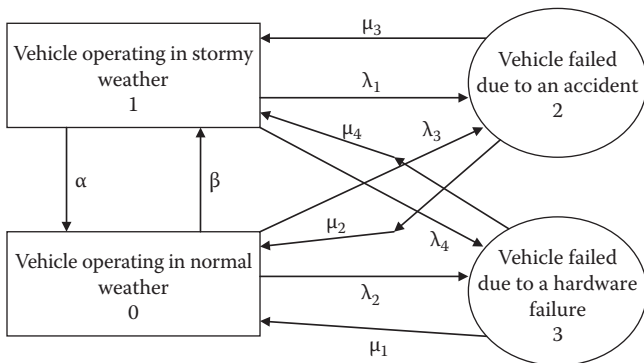 Vehicle operating in stormy
weather
1
Vehicle failed
due to an accident
2
μ3
λ1
μ4
λ3
α
β
μ2
λ4
Vehicle operating in normal
weather
0
λ2
μ1
Vehicle failed
due to a hardware
failure
3